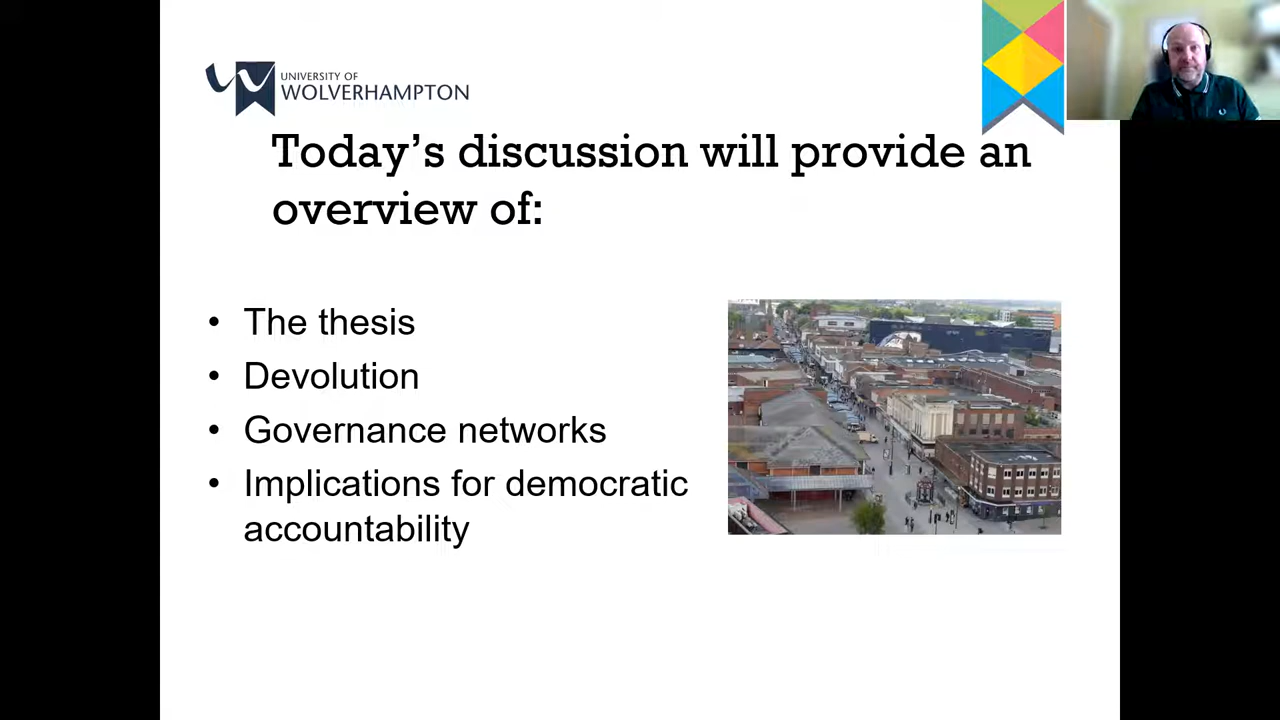 UNIVERSITY OF
WOLVERHAMPTON
Today’s discussion will provide an
overview of:
• The thesis
• Devolution
• Governance networks
• Implications for democratic
accountability